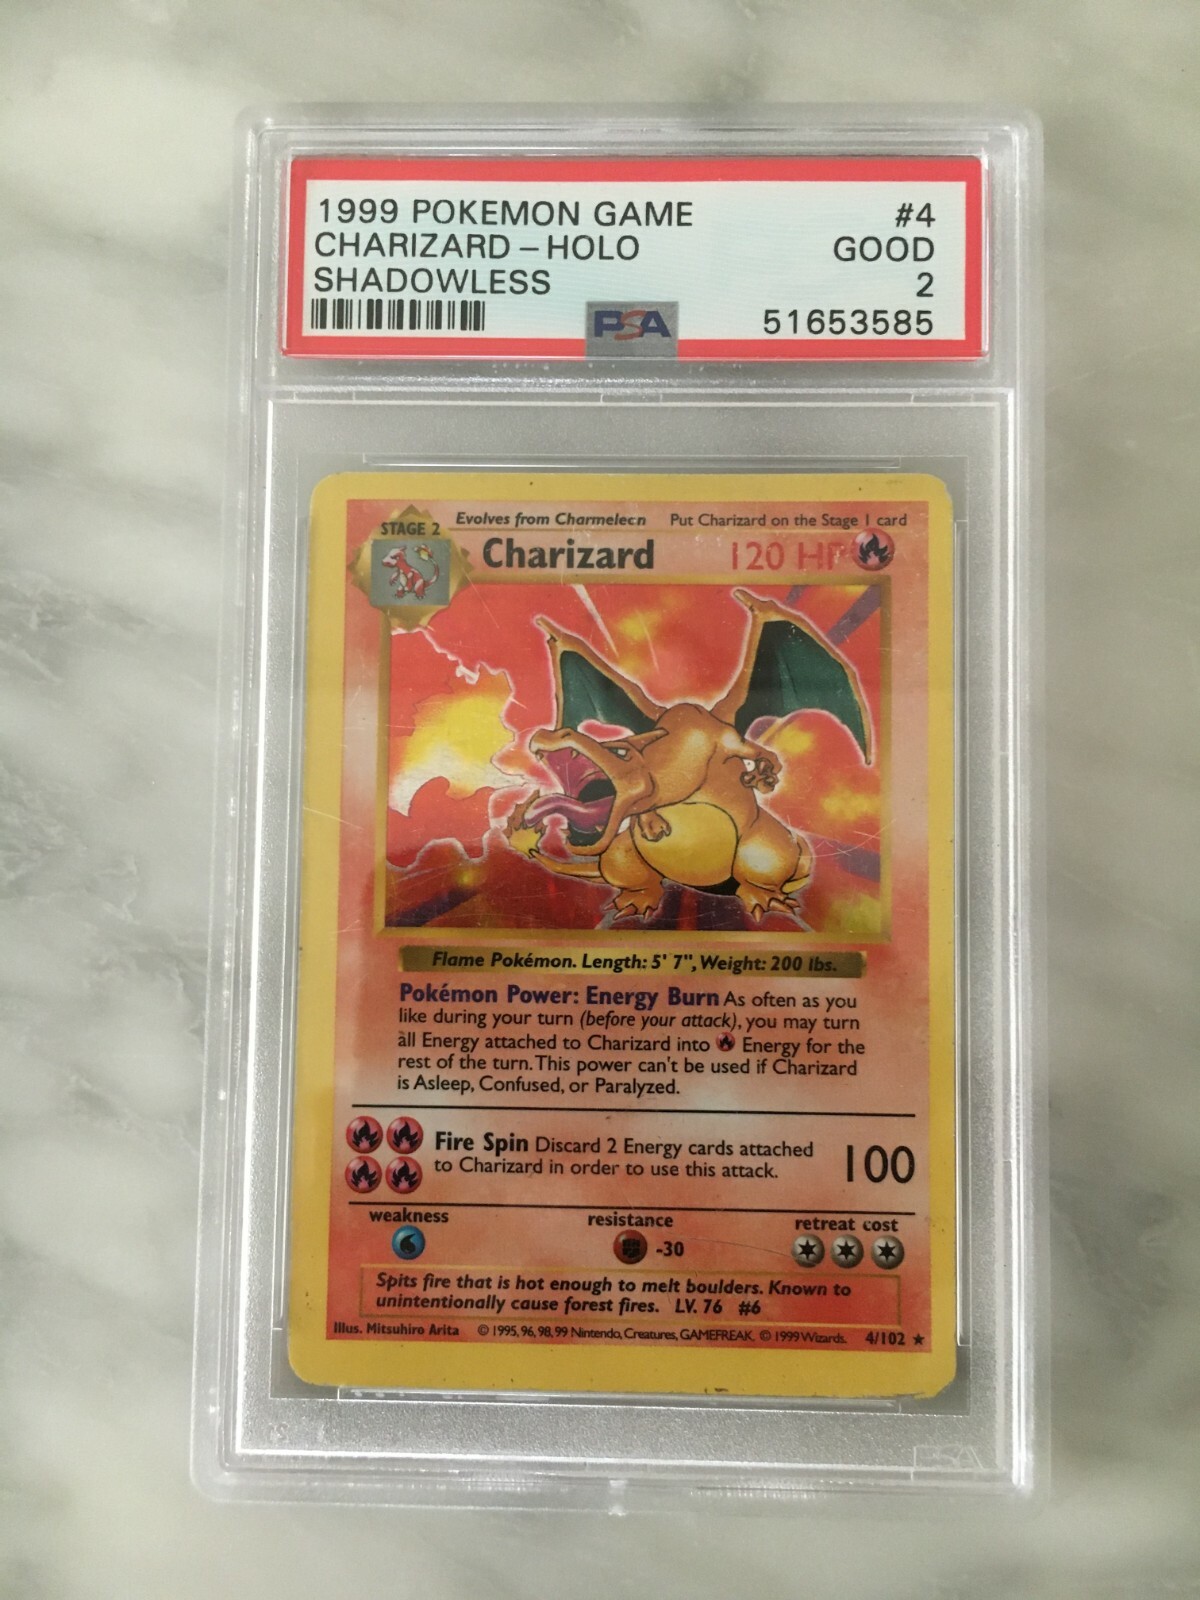 1999 POKEMON GAME #4
CHARIZARD – HOLO GOOD
SHADOWLESS 2
PSA 51653585
Evolves from Charmeleon Put Charizard on the Stage 1 card
STAGE 2
Charizard 120 HP
Flame Pokémon. Length: 5' 7", Weight: 200 lbs.
Pokémon Power: Energy Burn As often as you
like during your turn (before your attack), you may turn
all Energy attached to Charizard into Energy for the
rest of the turn. This power can't be used if Charizard
is Asleep, Confused, or Paralyzed.
Fire Spin Discard 2 Energy cards attached
to Charizard in order to use this attack. 100
weakness resistance retreat cost
-30
Spits fire that is hot enough to melt boulders. Known to
unintentionally cause forest fires. LV. 76 #6
Illus. Mitsuhiro Arita © 1995, 96, 98, 99 Nintendo, Creatures, GAMEFREAK. © 1999 Wizards. 4/102 ★
PSA